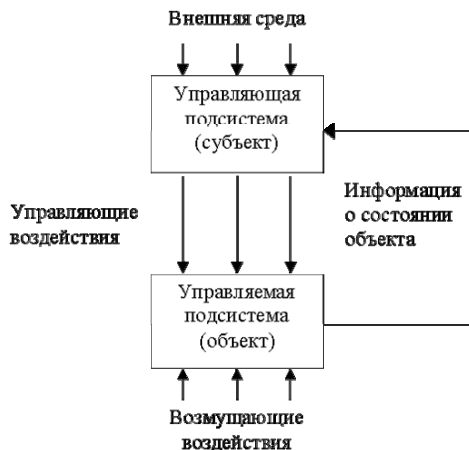 Внешняя среда
Управляющая
подсистема
(субъект)
Управляющие
воздействия
Информация
о состоянии
объекта
Управляемая
подсистема
(объект)
Возмущающие
воздействия